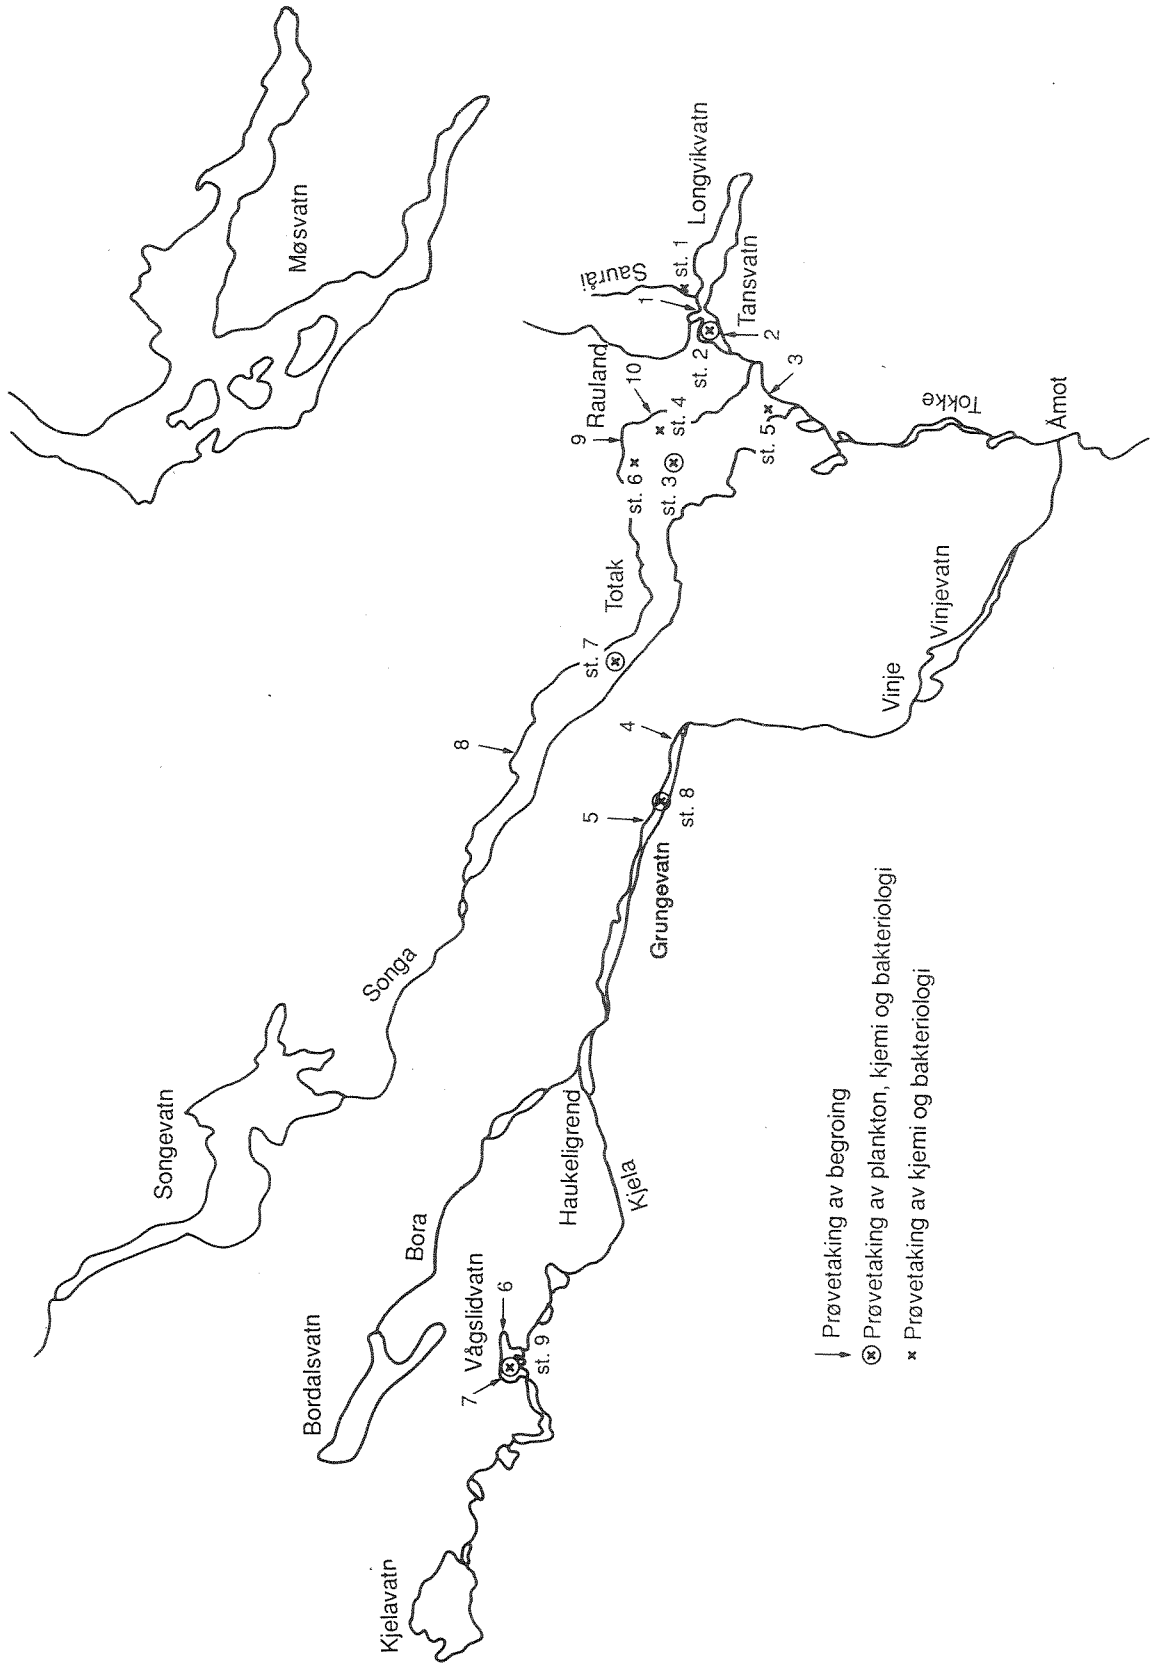 Møsvatn
Longvikvatn
Sauråi
st. 1
1
Tansvatn
2
st. 2
3
Rauland
10
9
st. 4
st. 5
st. 6
st. 3
Tokke
Åmot
Totak
st. 7
8
Vinjevatn
Vinje
4
5
st. 8
Grungevatn
Songa
Songevatn
Haukeligrend
Kjela
Bora
Bordalsvatn
Vågslidvatn
6
7
st. 9
Kjelavatn
Prøvetaking av begroing
Prøvetaking av plankton, kjemi og bakteriologi
Prøvetaking av kjemi og bakteriologi